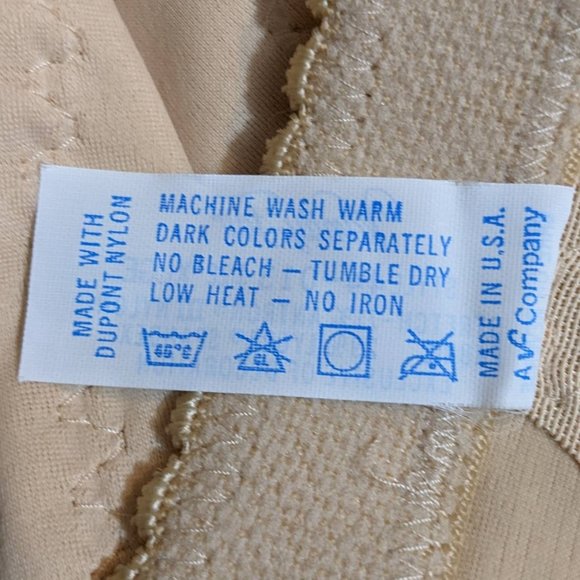 MADE WITH
DUPONT NYLON
MACHINE WASH WARM
DARK COLORS SEPARATELY
NO BLEACH — TUMBLE DRY
LOW HEAT — NO IRON
CL
MADE IN U.S.A.
A VF Company